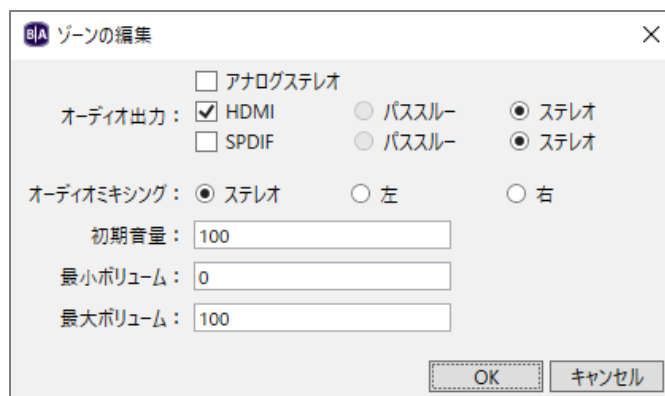 B|A ゾーンの編集
アナログステレオ
オーディオ出力： HDMI パススルー ステレオ
SPDIF パススルー ステレオ
オーディオミキシング： ステレオ 左 右
初期音量： 100
最小ボリューム： 0
最大ボリューム： 100
OK キャンセル